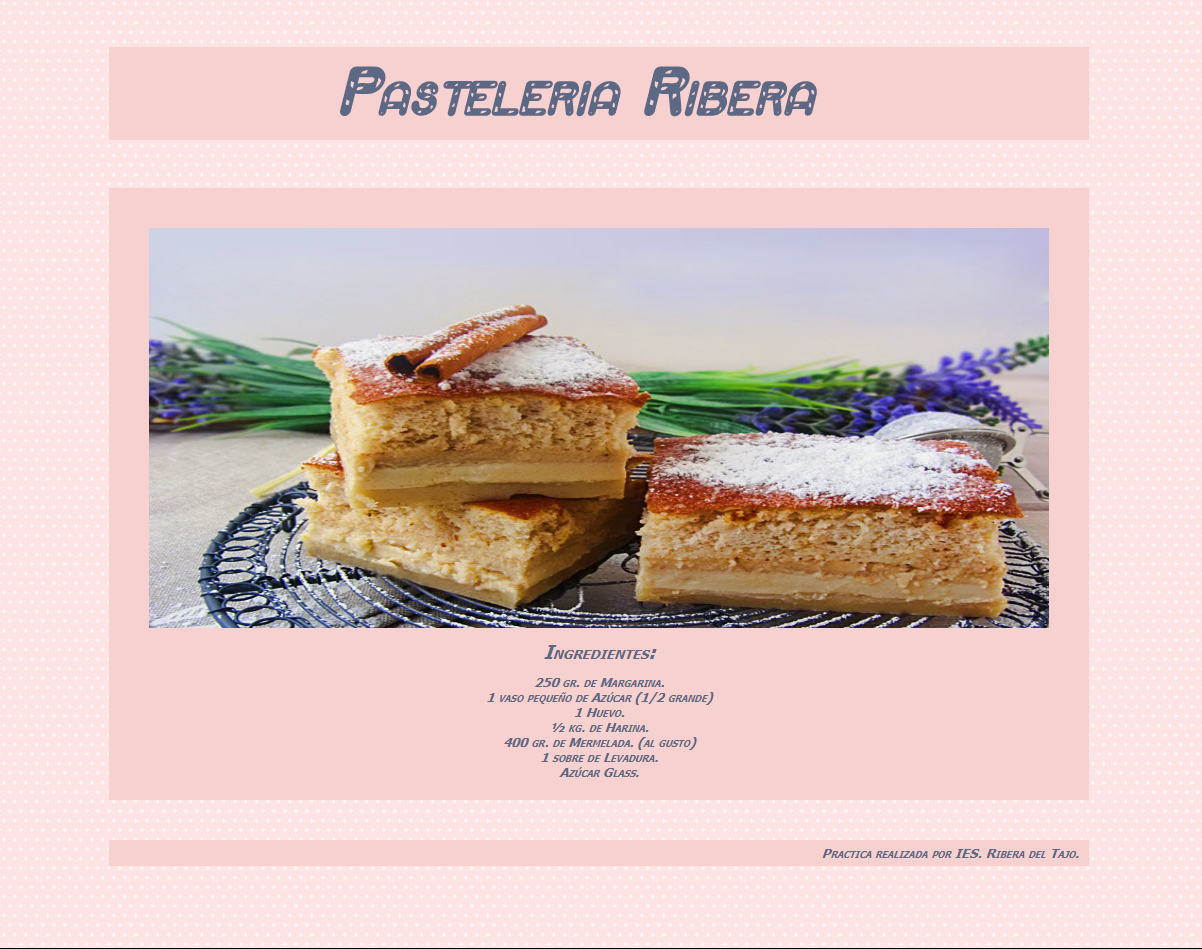 Pasteleria Ribera
Ingredientes:
250 gr. de Margarina.
1 vaso pequeño de Azúcar (1/2 grande)
1 Huevo.
½ kg. de Harina.
400 gr. de Mermelada. (al gusto)
1 sobre de Levadura.
Azúcar Glass.
Practica realizada por IES. Ribera del Tajo.